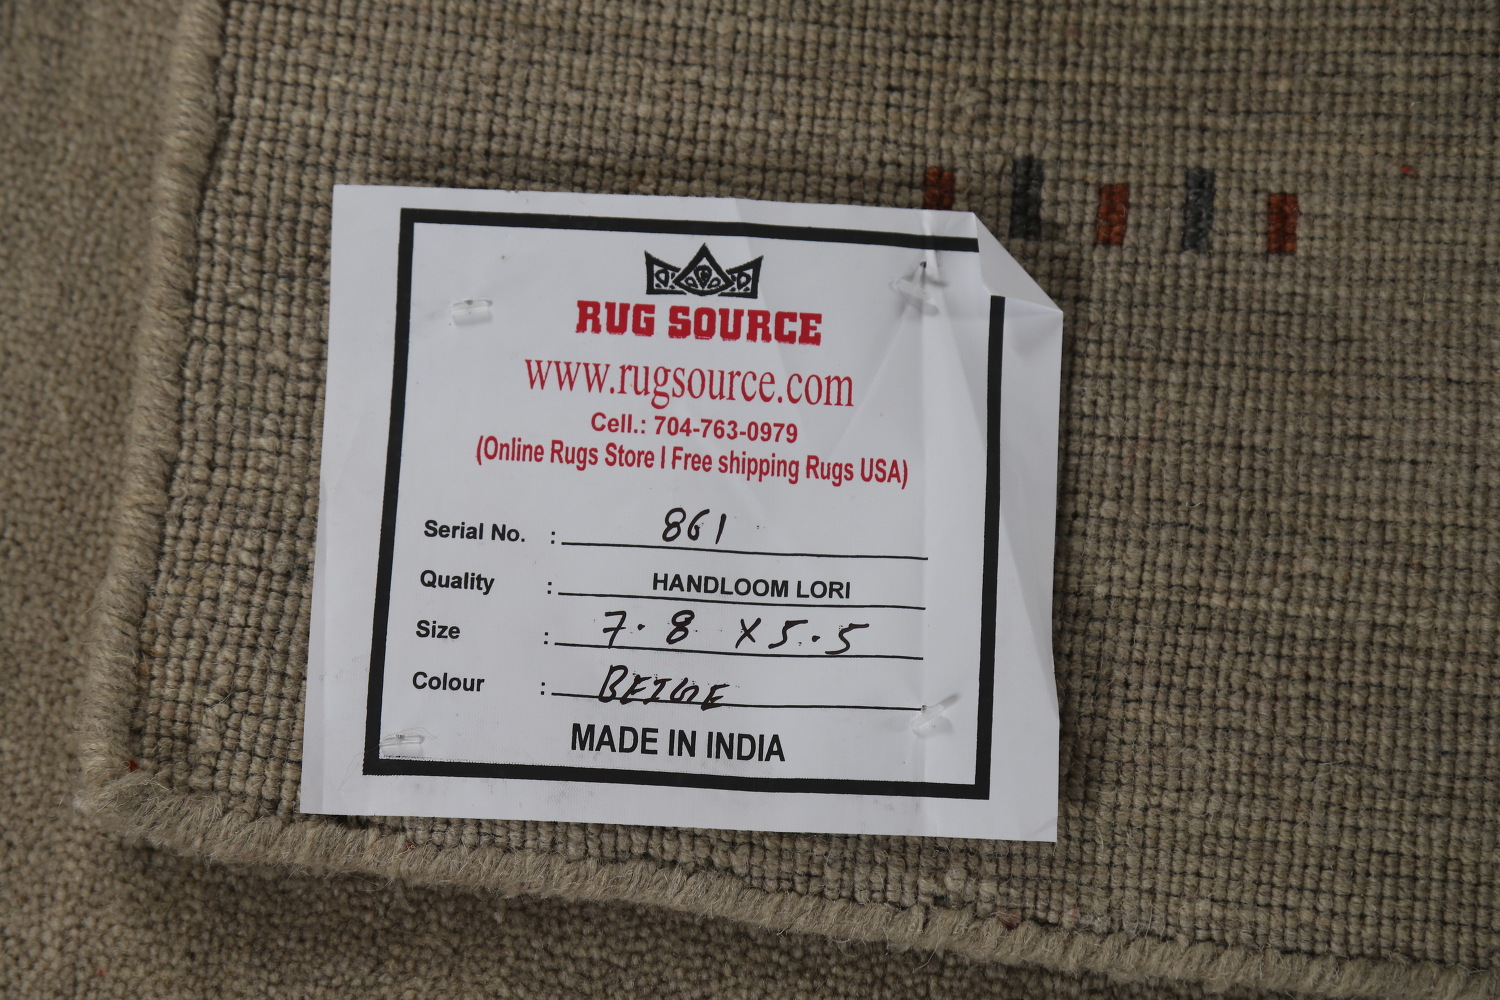 RUG SOURCE
www.rugsource.com
Cell.: 704-763-0979
(Online Rugs Store I Free shipping Rugs USA)
Serial No. : 861
Quality : HANDLOOM LORI
Size : 7.8 X 5.5
Colour : BEIGE
MADE IN INDIA